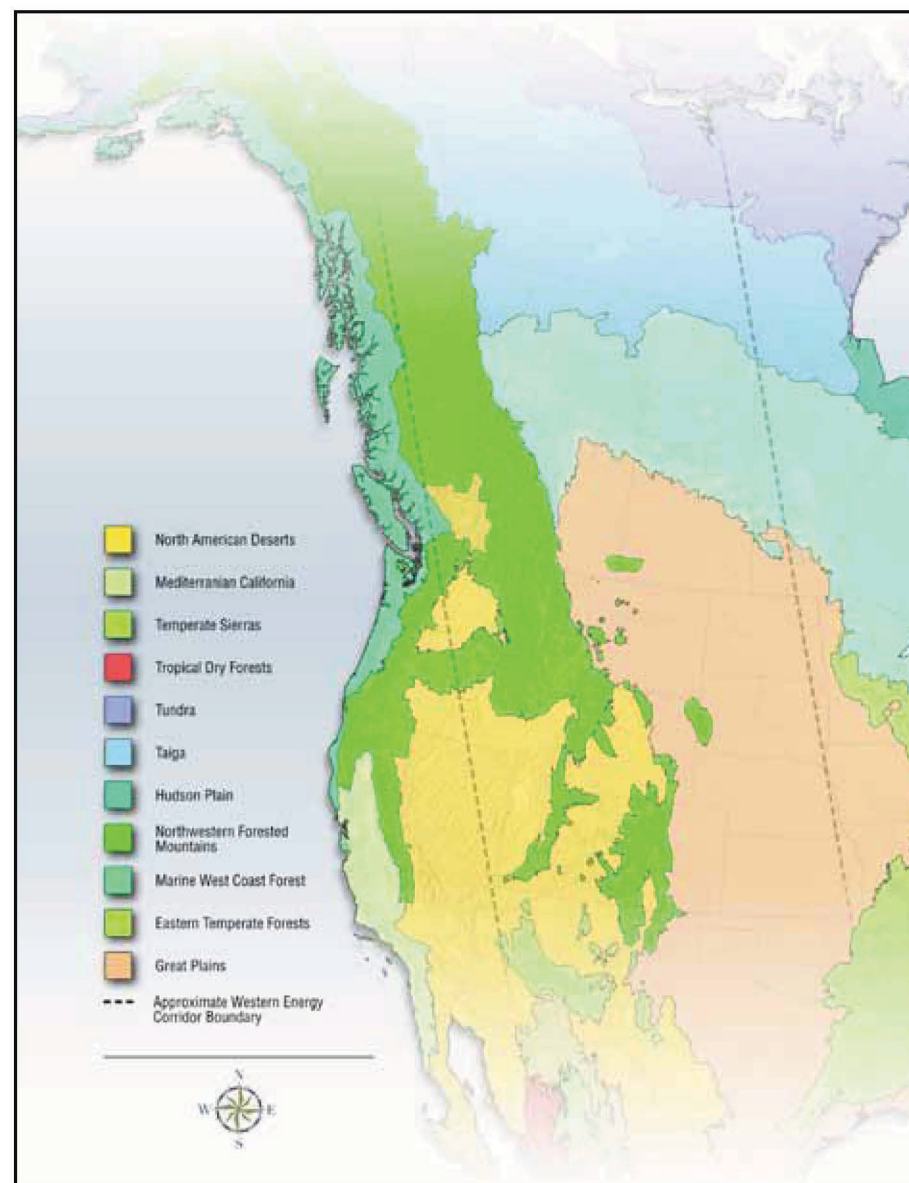 North American Deserts
Mediterranian California
Temperate Sierras
Tropical Dry Forests
Tundra
Taiga
Hudson Plain
Northwestern Forested
Mountains
Marine West Coast Forest
Eastern Temperate Forests
Great Plains
Approximate Western Energy
Corridor Boundary
N
W E
S